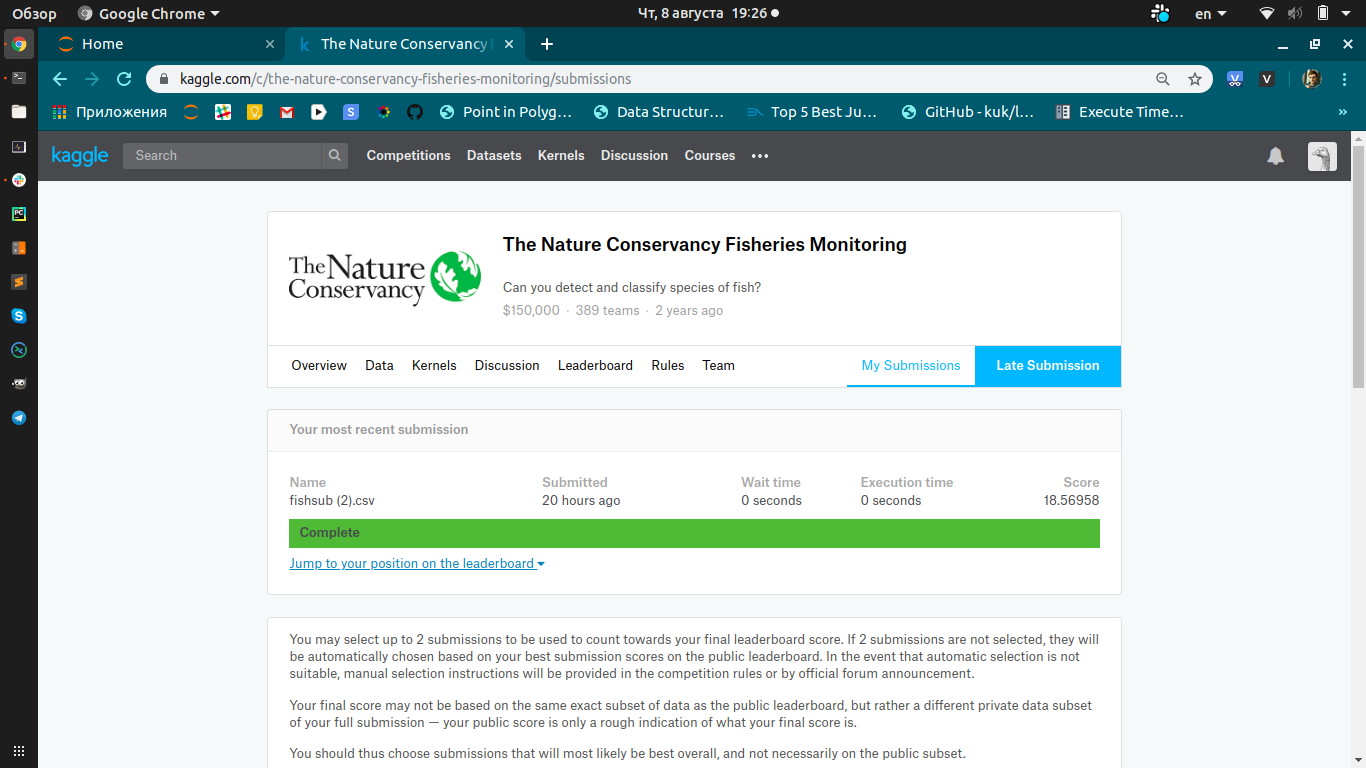 Обзор Google Chrome Чт, 8 августа 19:26 en
Home The Nature Conservancy F
kaggle.com/c/the-nature-conservancy-fisheries-monitoring/submissions
Приложения Point in Polyg… Data Structur… Top 5 Best Ju… GitHub - kuk/l… Execute Time… »
kaggle Search Competitions Datasets Kernels Discussion Courses •••
The Nature Conservancy
The Nature Conservancy Fisheries Monitoring
Can you detect and classify species of fish?
$150,000 · 389 teams · 2 years ago
Overview Data Kernels Discussion Leaderboard Rules Team My Submissions Late Submission
Your most recent submission
Name Submitted Wait time Execution time Score
fishsub (2).csv 20 hours ago 0 seconds 0 seconds 18.56958
Complete
Jump to your position on the leaderboard
You may select up to 2 submissions to be used to count towards your final leaderboard score. If 2 submissions are not selected, they will
be automatically chosen based on your best submission scores on the public leaderboard. In the event that automatic selection is not
suitable, manual selection instructions will be provided in the competition rules or by official forum announcement.
Your final score may not be based on the same exact subset of data as the public leaderboard, but rather a different private data subset
of your full submission — your public score is only a rough indication of what your final score is.
You should thus choose submissions that will most likely be best overall, and not necessarily on the public subset.